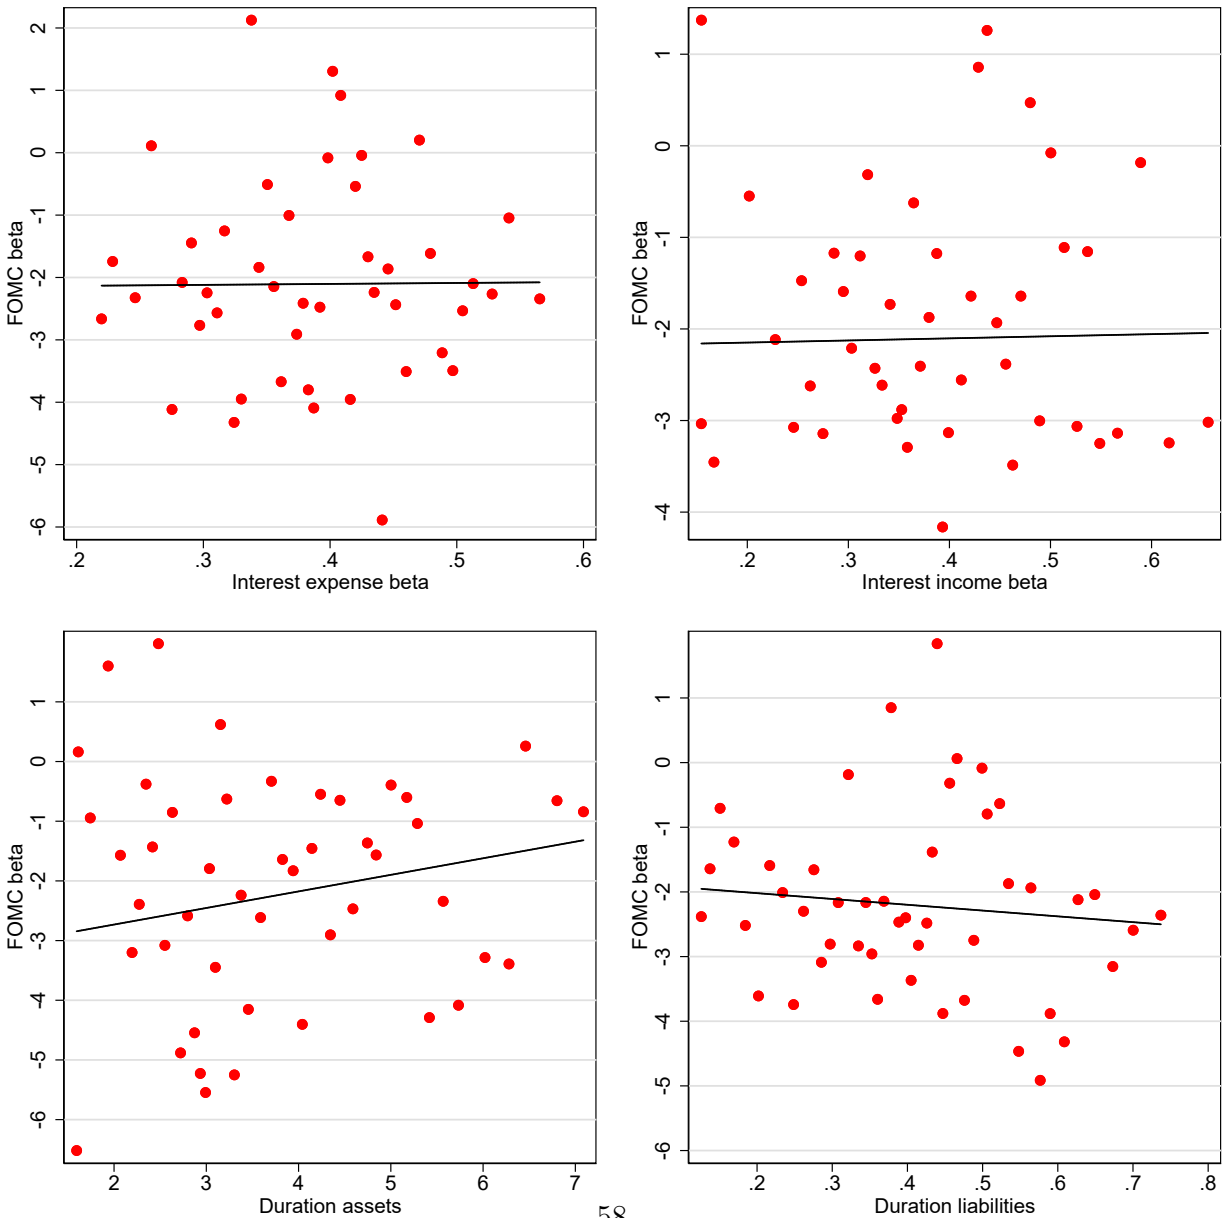 2
1
0
-1
-2
-3
-4
-5
-6
FOMC beta
.2 .3 .4 .5 .6
Interest expense beta
1
0
-1
-2
-3
-4
FOMC beta
.2 .3 .4 .5 .6
Interest income beta
1
0
-1
-2
-3
-4
-5
-6
FOMC beta
2 3 4 5 6 7
Duration assets
1
0
-1
-2
-3
-4
-5
-6
FOMC beta
.2 .3 .4 .5 .6 .7 .8
Duration liabilities
58